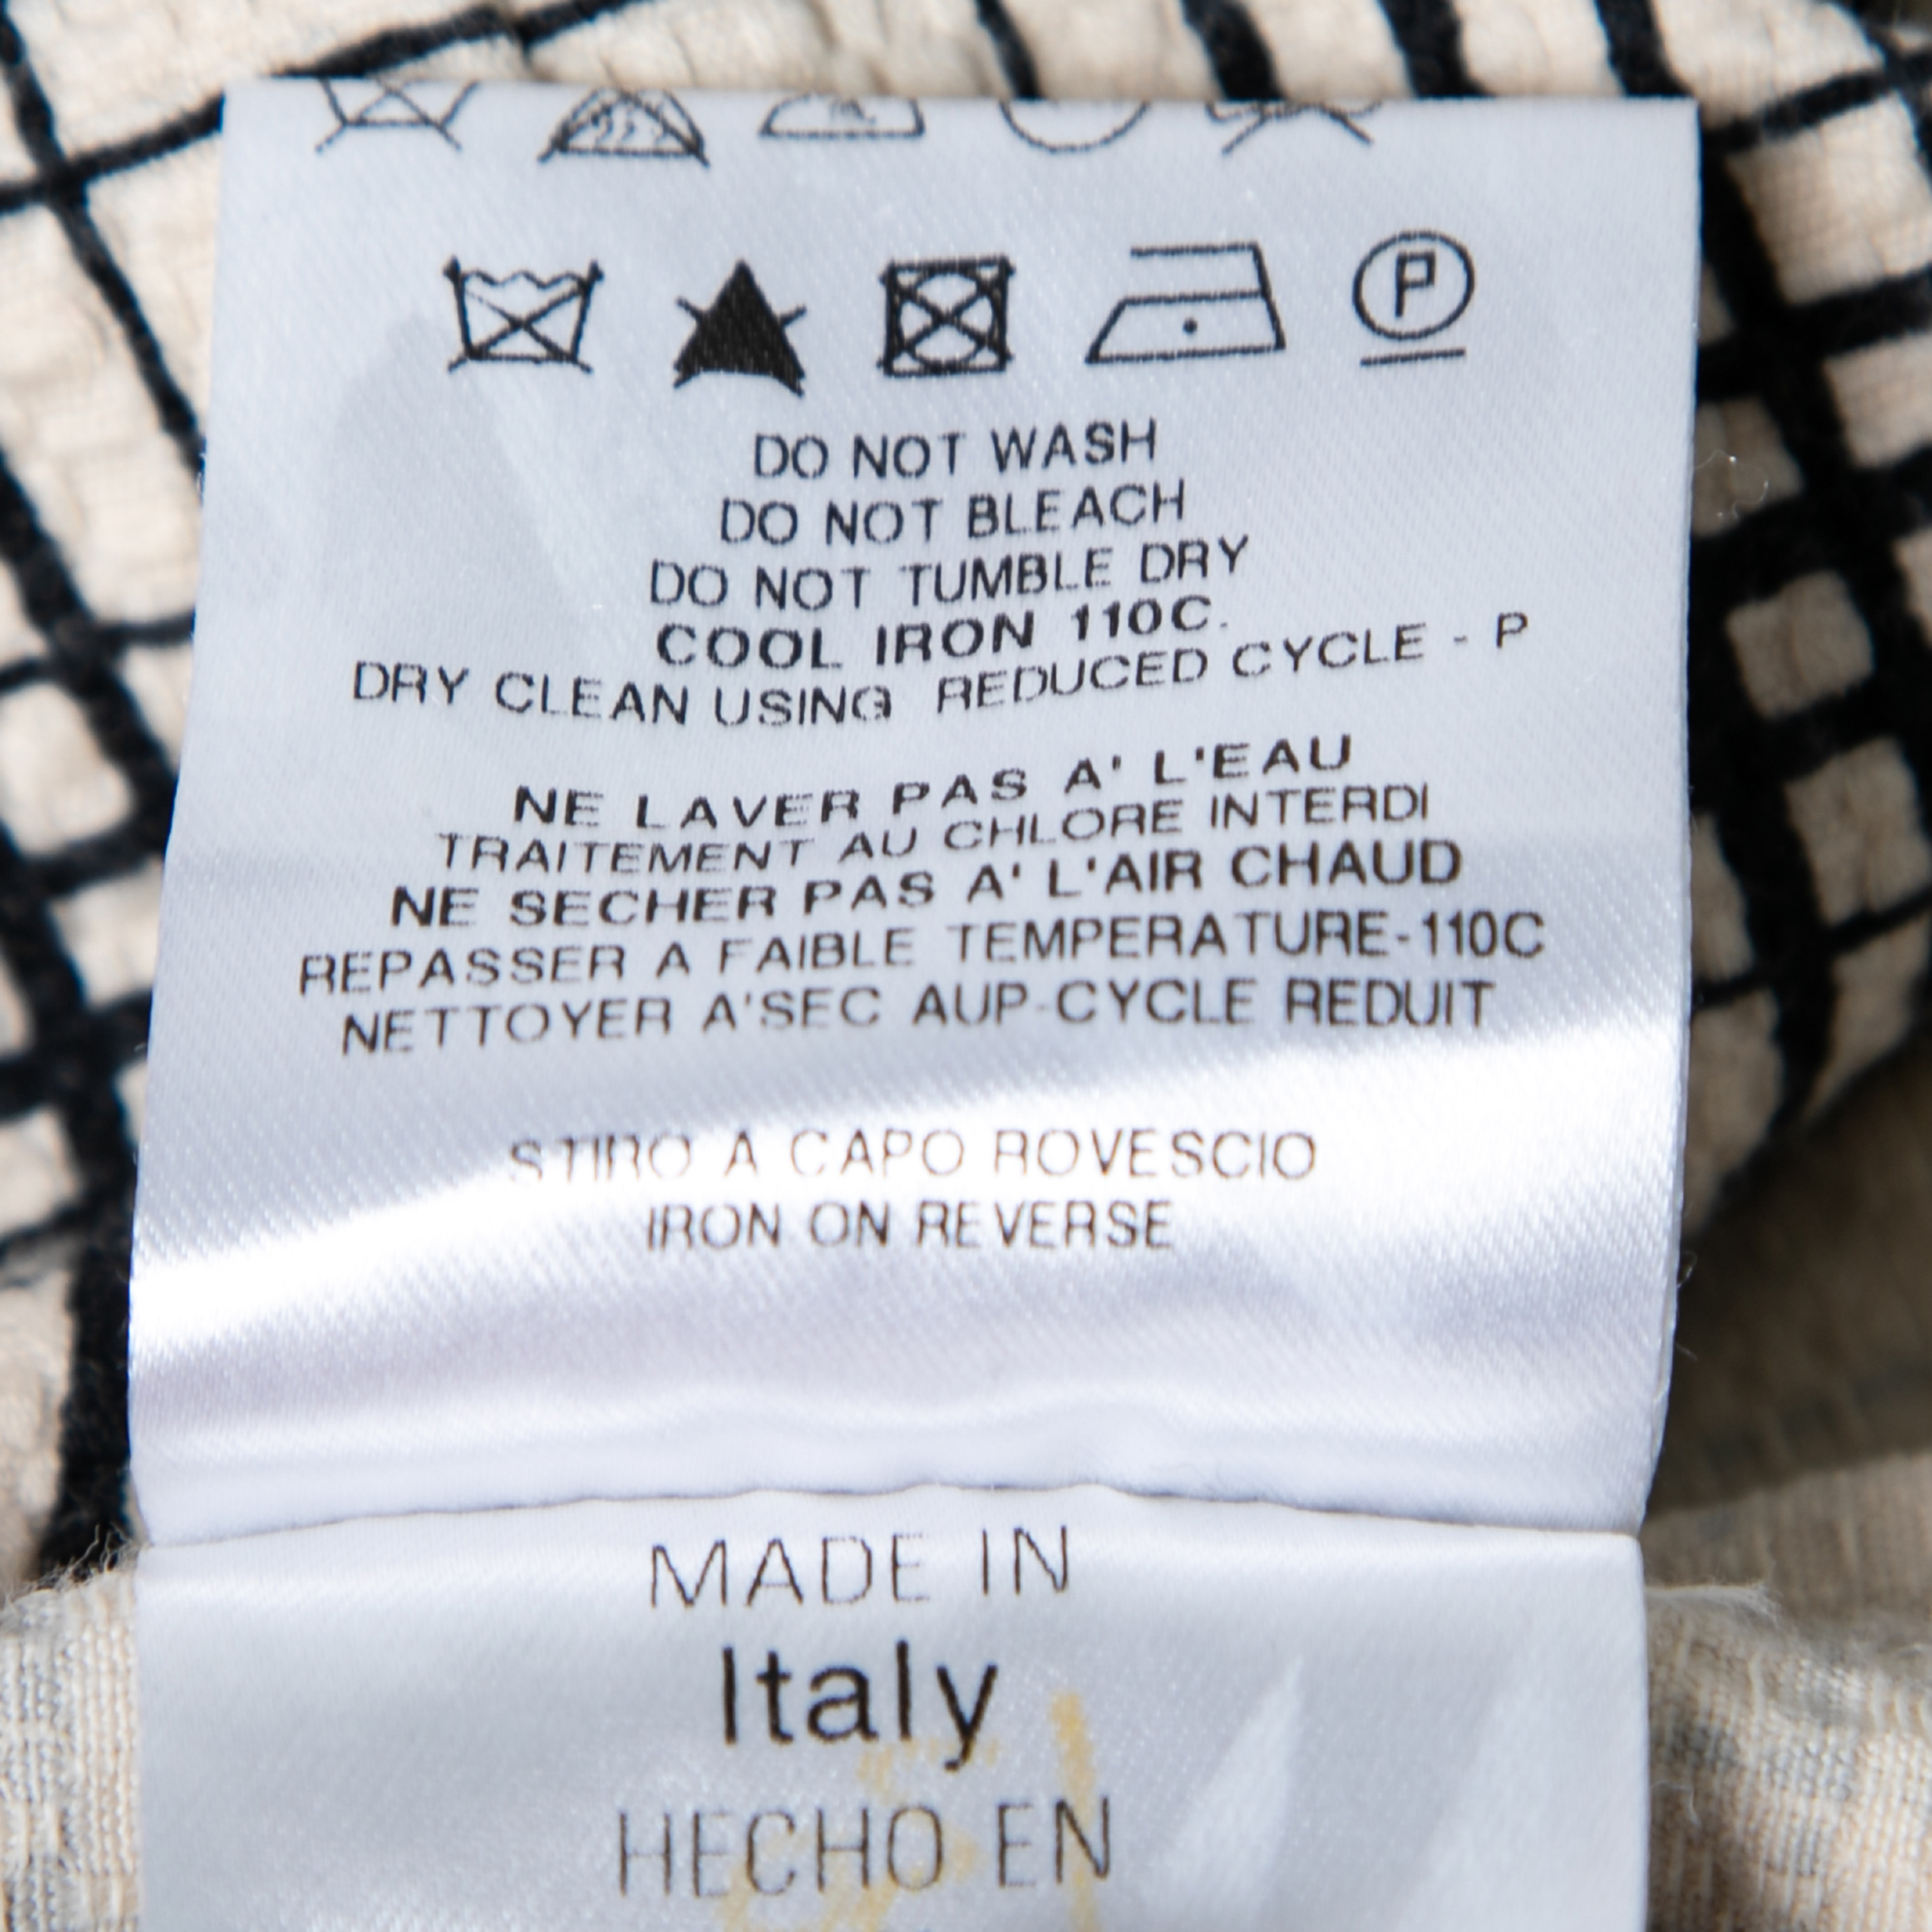 P
DO NOT WASH
DO NOT BLEACH
DO NOT TUMBLE DRY
COOL IRON 110C.
DRY CLEAN USING REDUCED CYCLE - P
NE LAVER PAS A' L'EAU
TRAITEMENT AU CHLORE INTERDI
NE SECHER PAS A' L'AIR CHAUD
REPASSER A FAIBLE TEMPERATURE-110C
NETTOYER A'SEC AUP-CYCLE REDUIT
STIRO A CAPO ROVESCIO
IRON ON REVERSE
MADE IN
Italy
HECHO EN